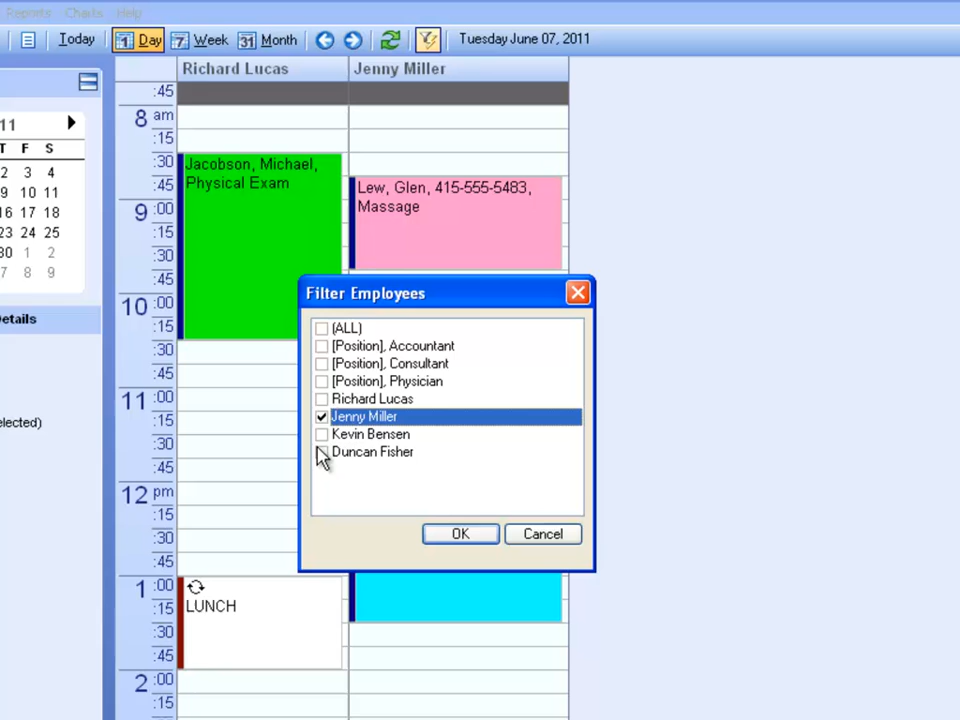 Reports Charts Help
Today 1 Day 7 Week 31 Month Tuesday June 07, 2011
Richard Lucas Jenny Miller
:45
8 am
:15
:30
:45
9 :00
:15
:30
:45
10 :00
:15
:30
:45
11 :00
:15
:30
:45
12 pm
:15
:30
:45
1 :00
:15
:30
:45
2 :00
:15
11
T F S
2 3 4
9 10 11
16 17 18
23 24 25
30 1 2
7 8 9
etails
elected)
Jacobson, Michael,
Physical Exam
Lew, Glen, 415-555-5483,
Massage
LUNCH
Filter Employees
(ALL)
[Position], Accountant
[Position], Consultant
[Position], Physician
Richard Lucas
Jenny Miller
Kevin Bensen
Duncan Fisher
OK Cancel